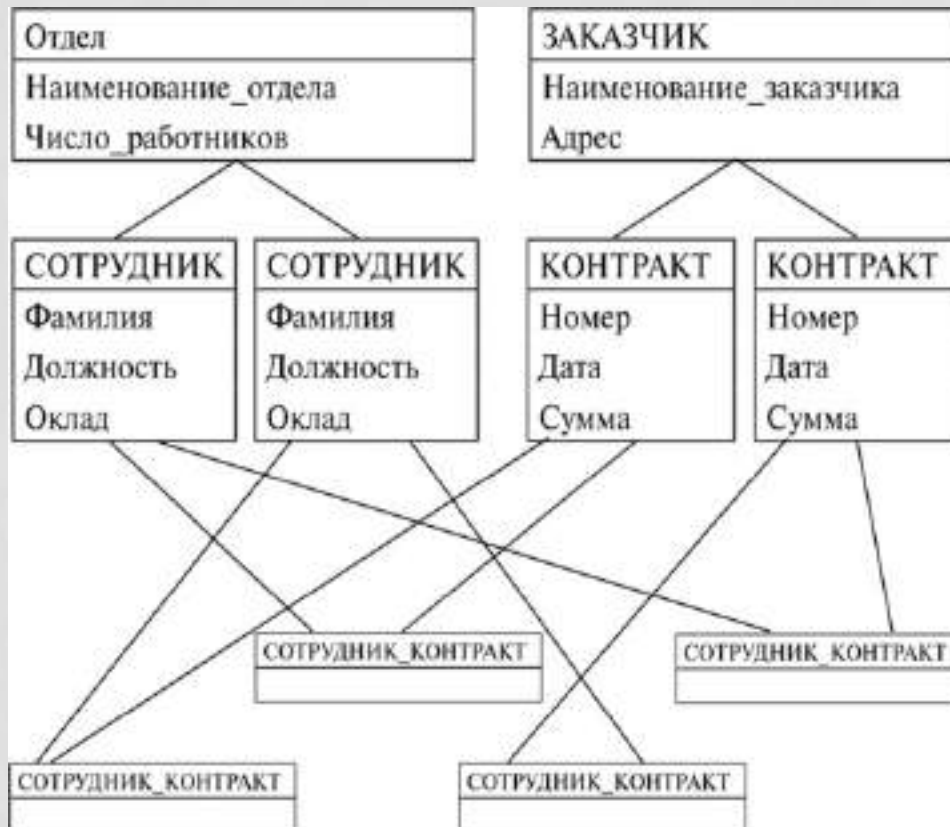 Отдел
Наименование_отдела
Число_работников
ЗАКАЗЧИК
Наименование_заказчика
Адрес
СОТРУДНИК
Фамилия
Должность
Оклад
СОТРУДНИК
Фамилия
Должность
Оклад
КОНТРАКТ
Номер
Дата
Сумма
КОНТРАКТ
Номер
Дата
Сумма
СОТРУДНИК_КОНТРАКТ
СОТРУДНИК_КОНТРАКТ
СОТРУДНИК_КОНТРАКТ
СОТРУДНИК_КОНТРАКТ